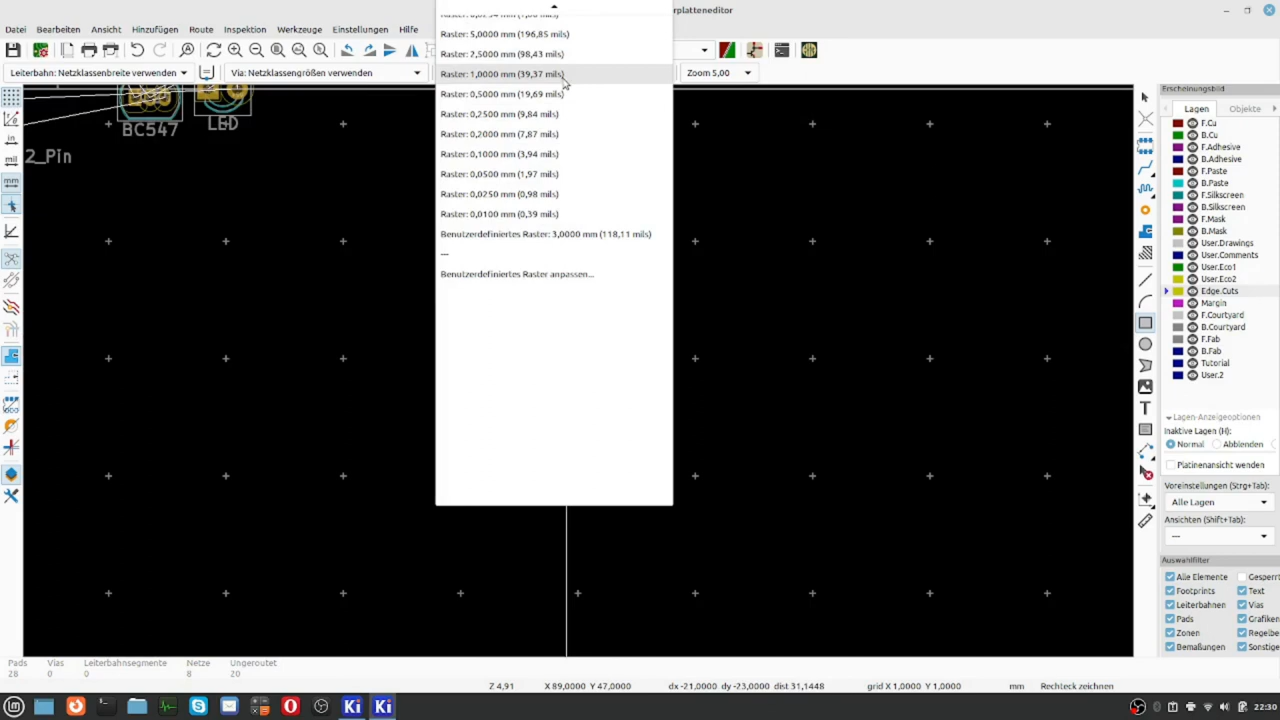 rplatteneditor
Datei Bearbeiten Ansicht Hinzufügen Route Inspektion Werkzeuge Einstellungen Hilfe
Leiterbahn: Netzklassenbreite verwenden Via: Netzklassengrößen verwenden Zoom 5,00
Raster: 5,0000 mm (196,85 mils)
Raster: 2,5000 mm (98,43 mils)
Raster: 1,0000 mm (39,37 mils)
Raster: 0,5000 mm (19,69 mils)
Raster: 0,2500 mm (9,84 mils)
Raster: 0,2000 mm (7,87 mils)
Raster: 0,1000 mm (3,94 mils)
Raster: 0,0500 mm (1,97 mils)
Raster: 0,0250 mm (0,98 mils)
Raster: 0,0100 mm (0,39 mils)
Benutzerdefiniertes Raster: 3,0000 mm (118,11 mils)
---
Benutzerdefiniertes Raster anpassen...
in
mil
mm
BC547
LED
2_Pin
Erscheinungsbild
Lagen Objekte
F.Cu
B.Cu
F.Adhesive
B.Adhesive
F.Paste
B.Paste
F.Silkscreen
B.Silkscreen
F.Mask
B.Mask
User.Drawings
User.Comments
User.Eco1
User.Eco2
Edge.Cuts
Margin
F.Courtyard
B.Courtyard
F.Fab
B.Fab
Tutorial
User.2
Lagen-Anzeigeoptionen
Inaktive Lagen (H):
Normal Abblenden
Platinenansicht wenden
Voreinstellungen (Strg+Tab):
Alle Lagen
Ansichten (Shift+Tab):
---
Auswahlfilter
Alle Elemente Gesperrt
Footprints Text
Leiterbahnen Vias
Pads Grafiken
Zonen Regelbe
Bemaßungen Sonstige
Pads Vias Leiterbahnsegmente Netze Ungeroutet
28 0 0 8 20
Z 4,91 X 89,0000 Y 47,0000 dx -21,0000 dy -23,0000 dist 31,1448 grid X 1,0000 Y 1,0000 mm Rechteck zeichnen
Ki Ki 22:30